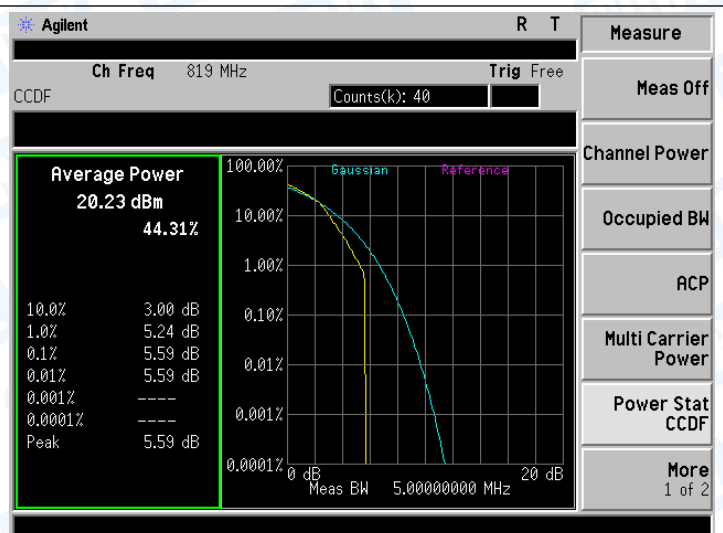 Agilent R T
Ch Freq 819 MHz Trig Free
CCDF Counts(k): 40
Average Power
20.23 dBm
44.31%
10.0% 3.00 dB
1.0% 5.24 dB
0.1% 5.59 dB
0.01% 5.59 dB
0.001% ----
0.0001% ----
Peak 5.59 dB
Gaussian Reference
100.00%
10.00%
1.00%
0.10%
0.01%
0.001%
0.0001%
0 dB 20 dB
Meas BW 5.00000000 MHz
Measure
Meas Off
Channel Power
Occupied BW
ACP
Multi Carrier
Power
Power Stat
CCDF
More
1 of 2